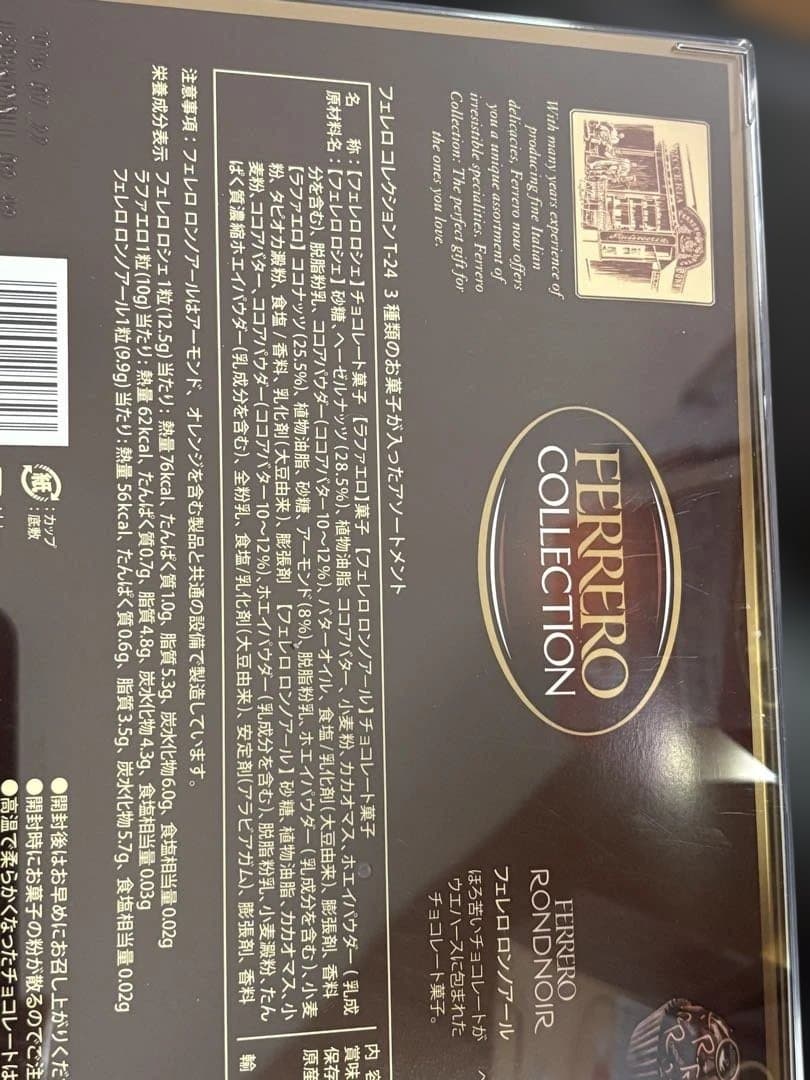 With many years experience of
producing fine Italian
delicacies, Ferrero now offers
you a unique assortment of
irresistible specialities. Ferrero
Collection: The perfect gift for
the ones you love.
FERRERO
COLLECTION
FERRERO
RONDNOIR
フェレロ ロンノアール
ほろ苦いチョコレートが
ウエハースに包まれた
チョコレート菓子。
フェレロ コレクション T-24 3種類のお菓子が入ったアソートメント
名 称:【フェレロ ロシェ】チョコレート菓子 【ラファエロ】菓子 【フェレロ ロンノアール】チョコレート菓子
原材料名:【フェレロ ロシェ】砂糖、ヘーゼルナッツ(28.5%)、植物油脂、ココアバター、小麦粉、カカオマス、ホエイパウダー(乳成
分を含む)、脱脂粉乳、ココアパウダー(ココアバター10～12%)、バターオイル、食塩/乳化剤(大豆由来)、膨張剤、香料
【ラファエロ】ココナッツ(25.5%)、植物油脂、砂糖、アーモンド(8%)、脱脂粉乳、ホエイパウダー(乳成分を含む)、小麦
粉、タピオカ澱粉、食塩/香料、乳化剤(大豆由来)、膨張剤 【フェレロ ロンノアール】砂糖、植物油脂、カカオマス、小
麦粉、ココアバター、ココアパウダー(ココアバター10～12%)、ホエイパウダー(乳成分を含む)、脱脂粉乳、小麦澱粉、たん
ぱく質濃縮ホエイパウダー(乳成分を含む)、全粉乳、食塩/乳化剤(大豆由来)、安定剤(アラビアガム)、膨張剤、香料
内 容
賞味
保存
原産
輸
注意事項:フェレロ ロンノアールはアーモンド、オレンジを含む製品と共通の設備で製造しています。
栄養成分表示 フェレロ ロシェ1粒(12.5g)当たり:熱量76kcal、たんぱく質1.0g、脂質5.3g、炭水化物6.0g、食塩相当量0.02g
ラファエロ1粒(10g)当たり:熱量62kcal、たんぱく質0.7g、脂質4.8g、炭水化物4.3g、食塩相当量0.03g
フェレロ ロンノアール1粒(9.9g)当たり:熱量56kcal、たんぱく質0.6g、脂質3.5g、炭水化物5.7g、食塩相当量0.02g
紙
:カップ
:底敷
●開封後はお早めにお召し上がりくだ
●開封時にお菓子の粉が散るのでご注
●高温で柔らかくなったチョコレートは